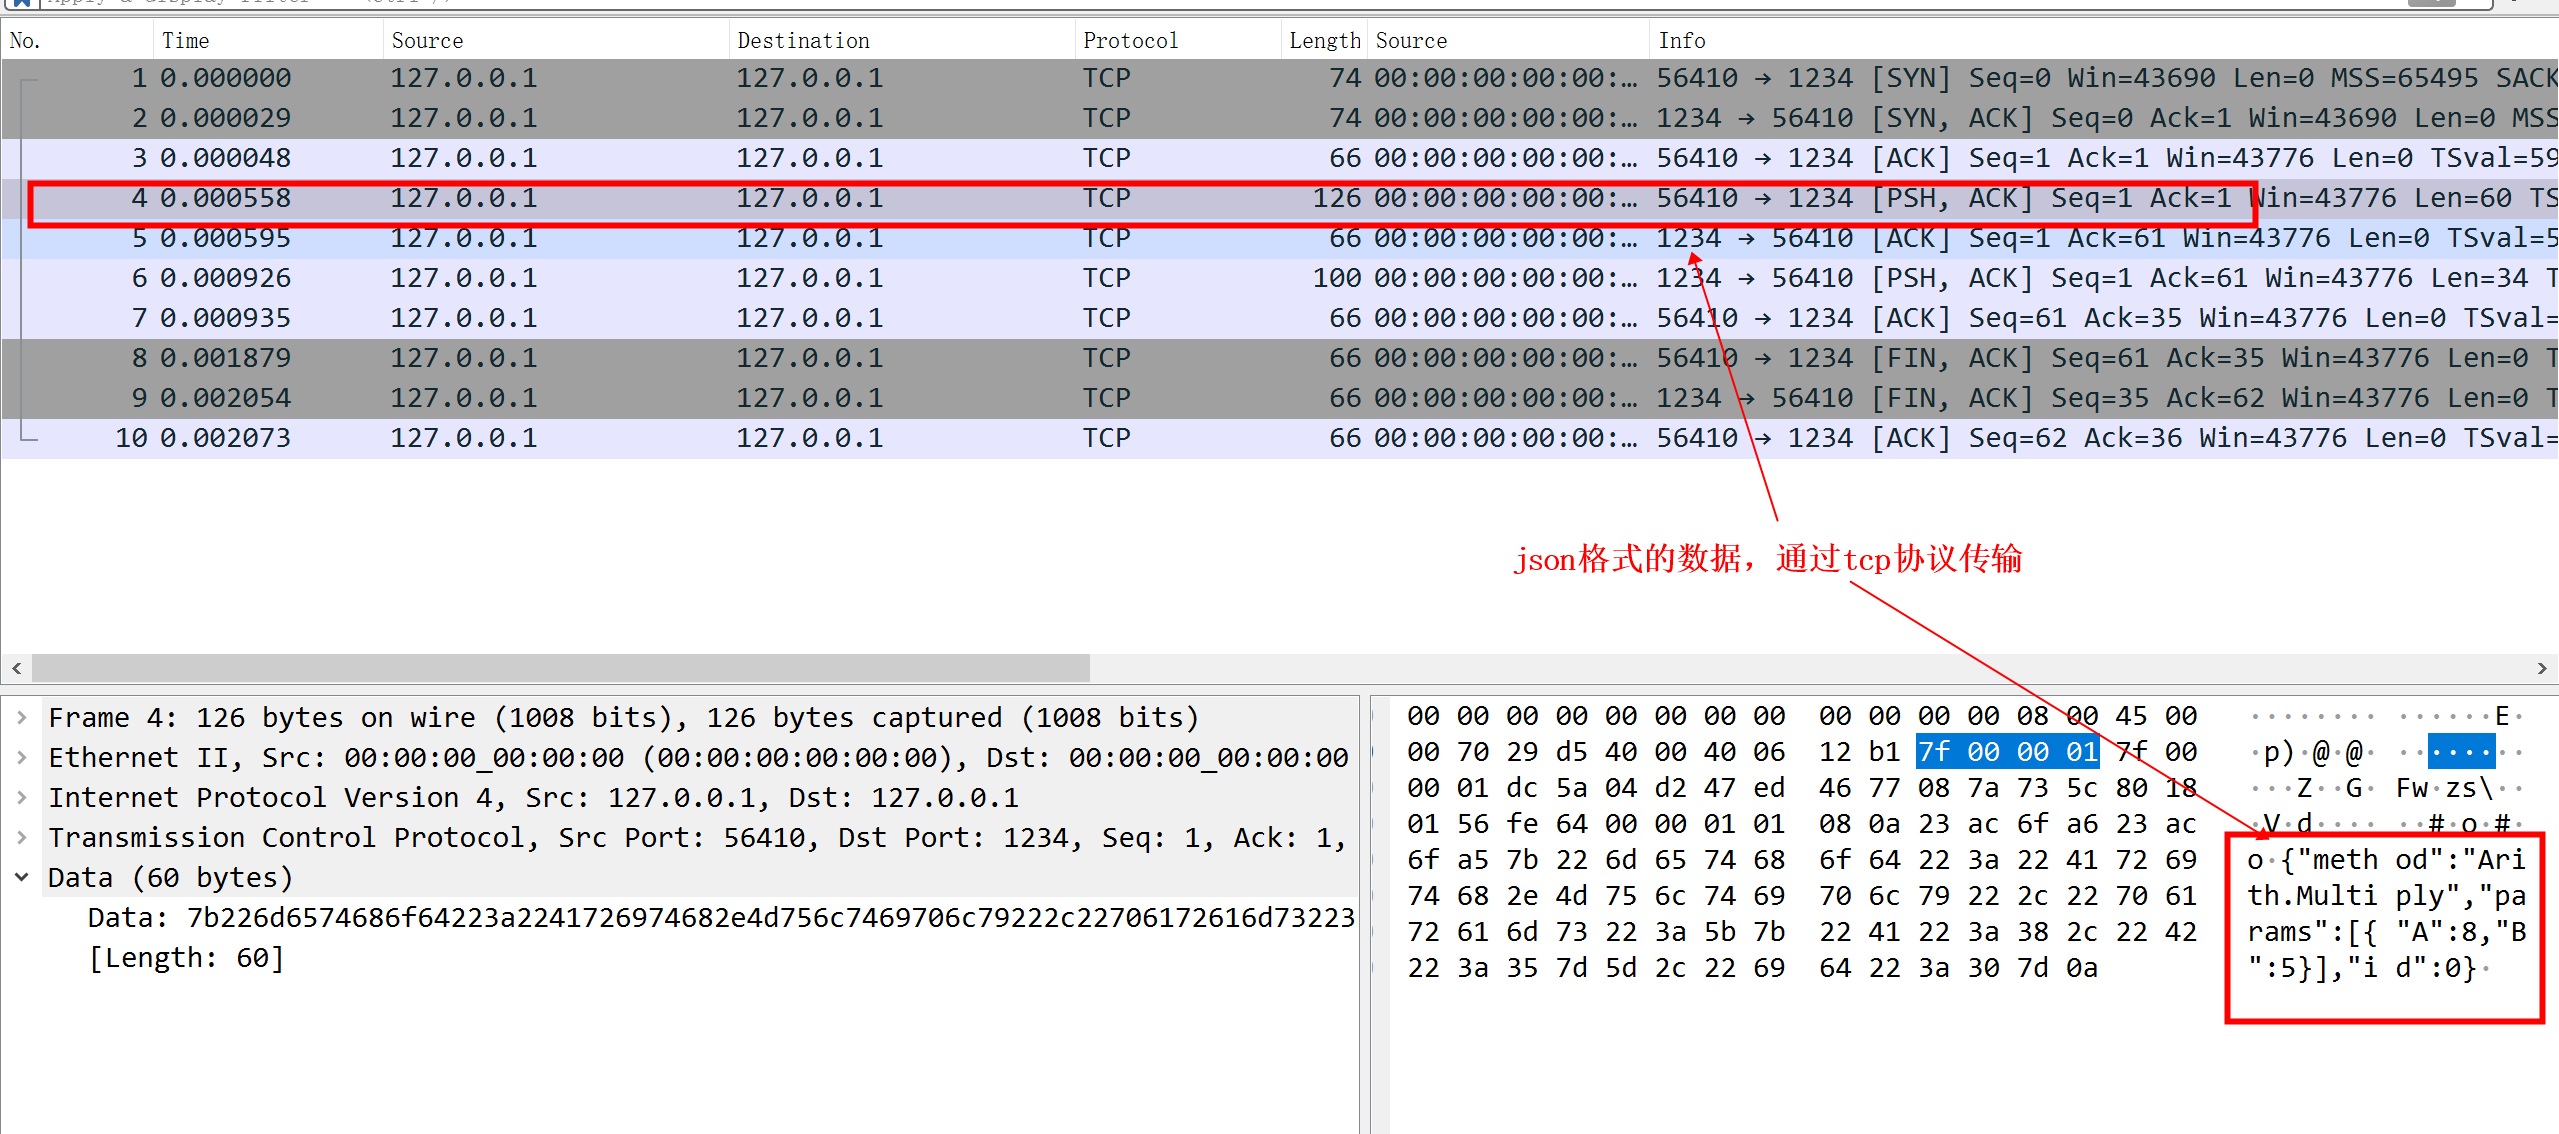 No. Time Source Destination Protocol Length Source Info
1 0.000000 127.0.0.1 127.0.0.1 TCP 74 00:00:00:00:00:… 56410 → 1234 [SYN] Seq=0 Win=43690 Len=0 MSS=65495 SACK
2 0.000029 127.0.0.1 127.0.0.1 TCP 74 00:00:00:00:00:… 1234 → 56410 [SYN, ACK] Seq=0 Ack=1 Win=43690 Len=0 MSS
3 0.000048 127.0.0.1 127.0.0.1 TCP 66 00:00:00:00:00:… 56410 → 1234 [ACK] Seq=1 Ack=1 Win=43776 Len=0 TSval=59
4 0.000558 127.0.0.1 127.0.0.1 TCP 126 00:00:00:00:00:… 56410 → 1234 [PSH, ACK] Seq=1 Ack=1 Win=43776 Len=60 TS
5 0.000595 127.0.0.1 127.0.0.1 TCP 66 00:00:00:00:00:… 1234 → 56410 [ACK] Seq=1 Ack=61 Win=43776 Len=0 TSval=5
6 0.000926 127.0.0.1 127.0.0.1 TCP 100 00:00:00:00:00:… 1234 → 56410 [PSH, ACK] Seq=1 Ack=61 Win=43776 Len=34 T
7 0.000935 127.0.0.1 127.0.0.1 TCP 66 00:00:00:00:00:… 56410 → 1234 [ACK] Seq=61 Ack=35 Win=43776 Len=0 TSval=
8 0.001879 127.0.0.1 127.0.0.1 TCP 66 00:00:00:00:00:… 56410 → 1234 [FIN, ACK] Seq=61 Ack=35 Win=43776 Len=0 T
9 0.002054 127.0.0.1 127.0.0.1 TCP 66 00:00:00:00:00:… 1234 → 56410 [FIN, ACK] Seq=35 Ack=62 Win=43776 Len=0 T
10 0.002073 127.0.0.1 127.0.0.1 TCP 66 00:00:00:00:00:… 56410 → 1234 [ACK] Seq=62 Ack=36 Win=43776 Len=0 TSval=
json格式的数据，通过tcp协议传输
Frame 4: 126 bytes on wire (1008 bits), 126 bytes captured (1008 bits)
Ethernet II, Src: 00:00:00_00:00:00 (00:00:00:00:00:00), Dst: 00:00:00_00:00:00
Internet Protocol Version 4, Src: 127.0.0.1, Dst: 127.0.0.1
Transmission Control Protocol, Src Port: 56410, Dst Port: 1234, Seq: 1, Ack: 1,
Data (60 bytes)
Data: 7b226d6574686f64223a2241726974682e4d756c7469706c79222c22706172616d73223
[Length: 60]
00 00 00 00 00 00 00 00 00 00 00 00 08 00 45 00 ········ ······E·
00 70 29 d5 40 00 40 06 12 b1 7f 00 00 01 7f 00 ·p)·@·@· ········
00 01 dc 5a 04 d2 47 ed 46 77 08 7a 73 5c 80 18 ···Z··G· Fw·zs\··
01 56 fe 64 00 00 01 01 08 0a 23 ac 6f a6 23 ac ·V·d···· ··#·o·#·
6f a5 7b 22 6d 65 74 68 6f 64 22 3a 22 41 72 69 o·{"meth od":"Ari
74 68 2e 4d 75 6c 74 69 70 6c 79 22 2c 22 70 61 th.Multi ply","pa
72 61 6d 73 22 3a 5b 7b 22 41 22 3a 38 2c 22 42 rams":[{ "A":8,"B
22 3a 35 7d 5d 2c 22 69 64 22 3a 30 7d 0a ":5}],"i d":0}·